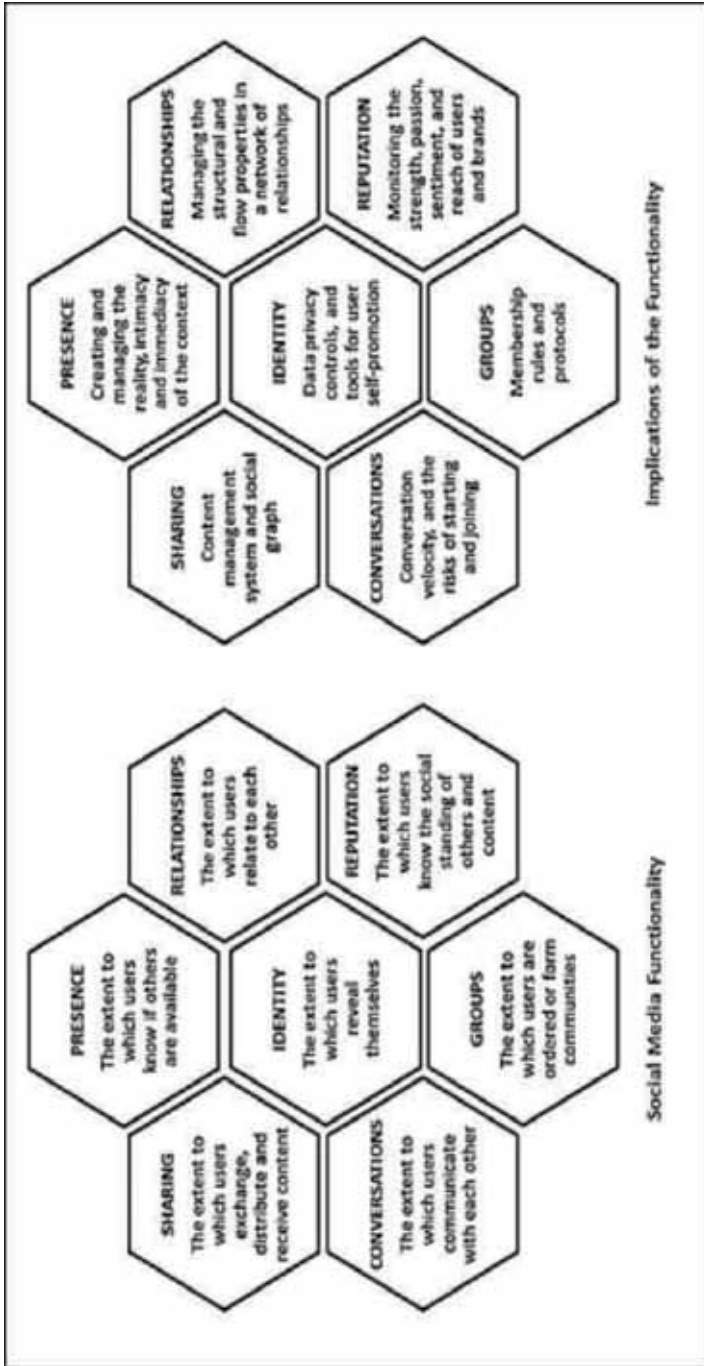 PRESENCE
The extent to
which users
know if others
are available
SHARING
The extent to
which users
exchange,
distribute and
receive content
RELATIONSHIPS
The extent to
which users
relate to each
other
IDENTITY
The extent to
which users
reveal
themselves
CONVERSATIONS
The extent to
which users
communicate
with each other
REPUTATION
The extent to
which users
know the social
standing of
others and
content
GROUPS
The extent to
which users are
ordered or form
communities
Social Media Functionality
PRESENCE
Creating and
managing the
reality, intimacy
and immediacy
of the context
SHARING
Content
management
system and social
graph
RELATIONSHIPS
Managing the
structural and
flow properties in
a network of
relationships
IDENTITY
Data privacy
controls, and
tools for user
self-promotion
CONVERSATIONS
Conversation
velocity, and the
risks of starting
and joining
REPUTATION
Monitoring the
strength, passion,
sentiment, and
reach of users
and brands
GROUPS
Membership
rules and
protocols
Implications of the Functionality